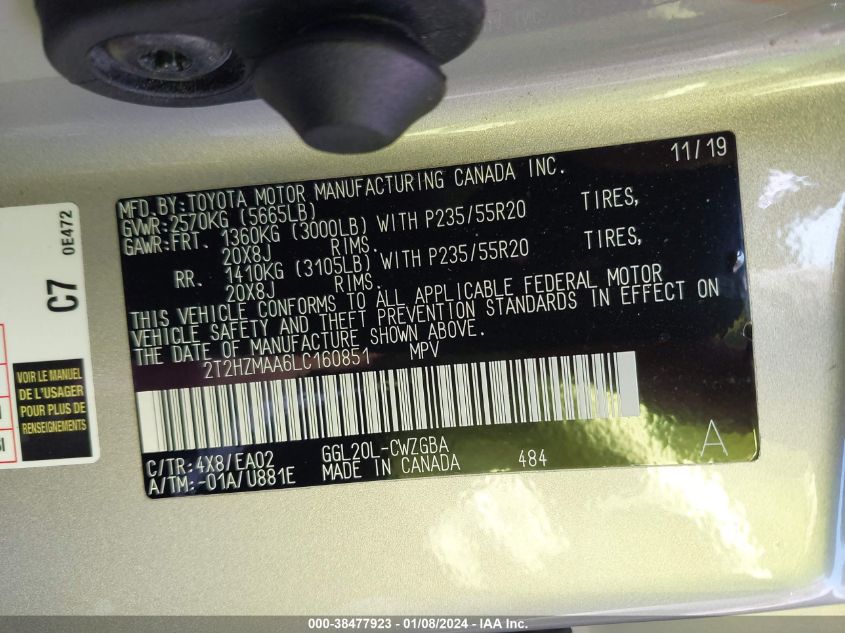 11/19
MFD.BY:TOYOTA MOTOR MANUFACTURING CANADA INC.
GVWR:2570KG (5665LB)
GAWR:FRT. 1360KG (3000LB) WITH P235/55R20 TIRES,
20X8J RIMS.
RR. 1410KG (3105LB) WITH P235/55R20 TIRES,
20X8J RIMS.
THIS VEHICLE CONFORMS TO ALL APPLICABLE FEDERAL MOTOR
VEHICLE SAFETY AND THEFT PREVENTION STANDARDS IN EFFECT ON
THE DATE OF MANUFACTURE SHOWN ABOVE.
2T2HZMAA6LC160851 MPV
C/TR:4X8/EA02 GGL20L-CWZGBA A
A/TM:-01A/U881E MADE IN CANADA 484
C7 0E472
VOIR LE MANUEL
DE L'USAGER
POUR PLUS DE
RENSEIGNEMENTS
000-38477923 - 01/08/2024 - IAA Inc.